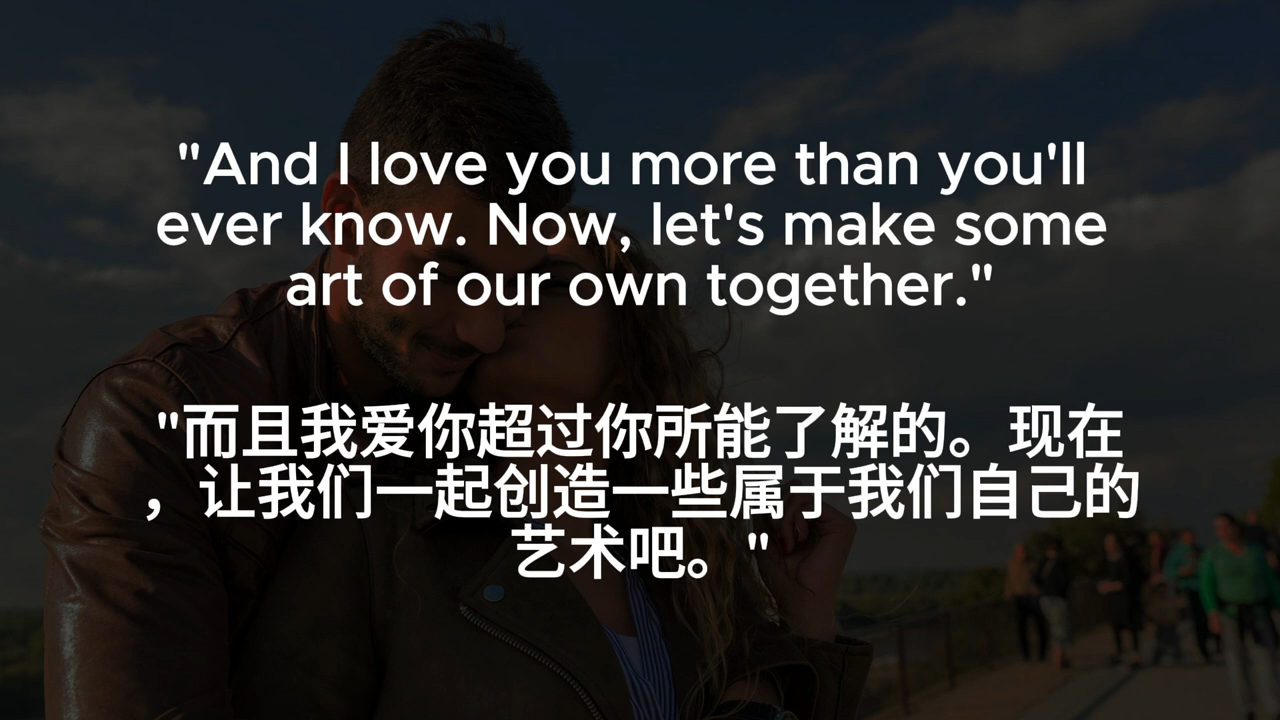 "And I love you more than you'll
ever know. Now, let's make some
art of our own together."
"而且我爱你超过你所能了解的。现在
，让我们一起创造一些属于我们自己的
艺术吧。"